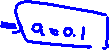 a = 0.1